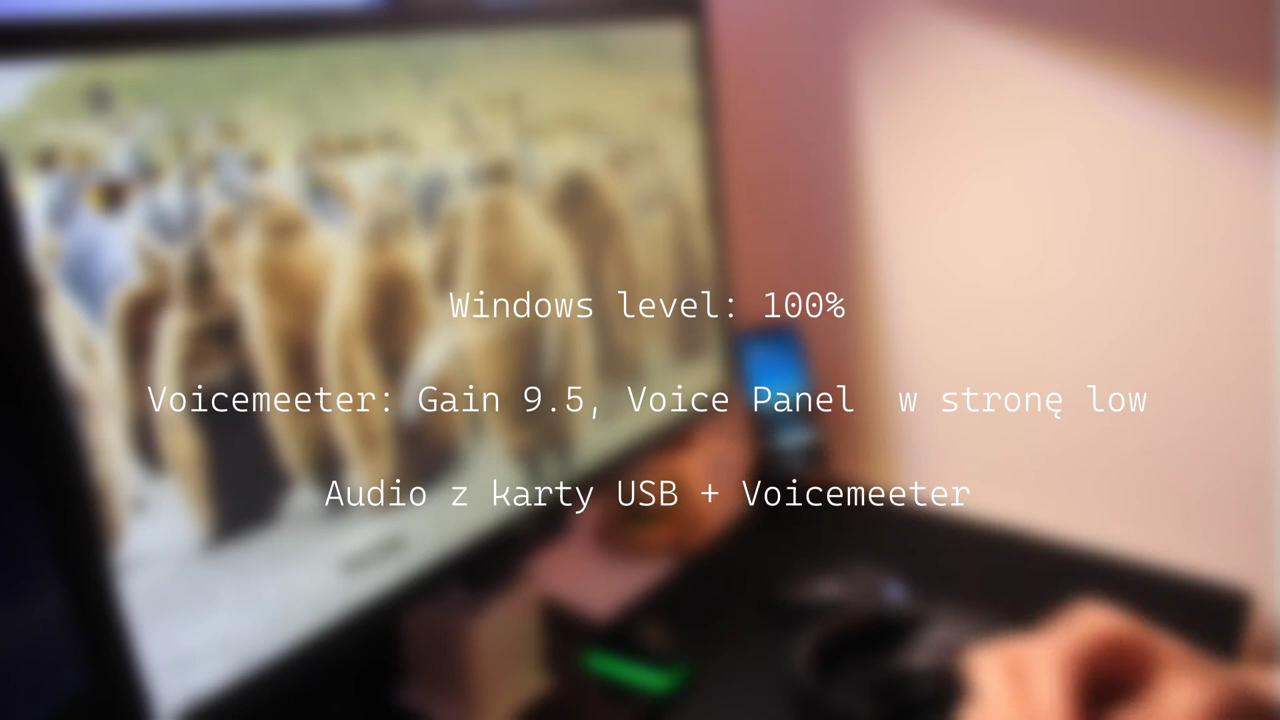 Windows level: 100%
Voicemeeter: Gain 9.5, Voice Panel  w stronę low
Audio z karty USB + Voicemeeter